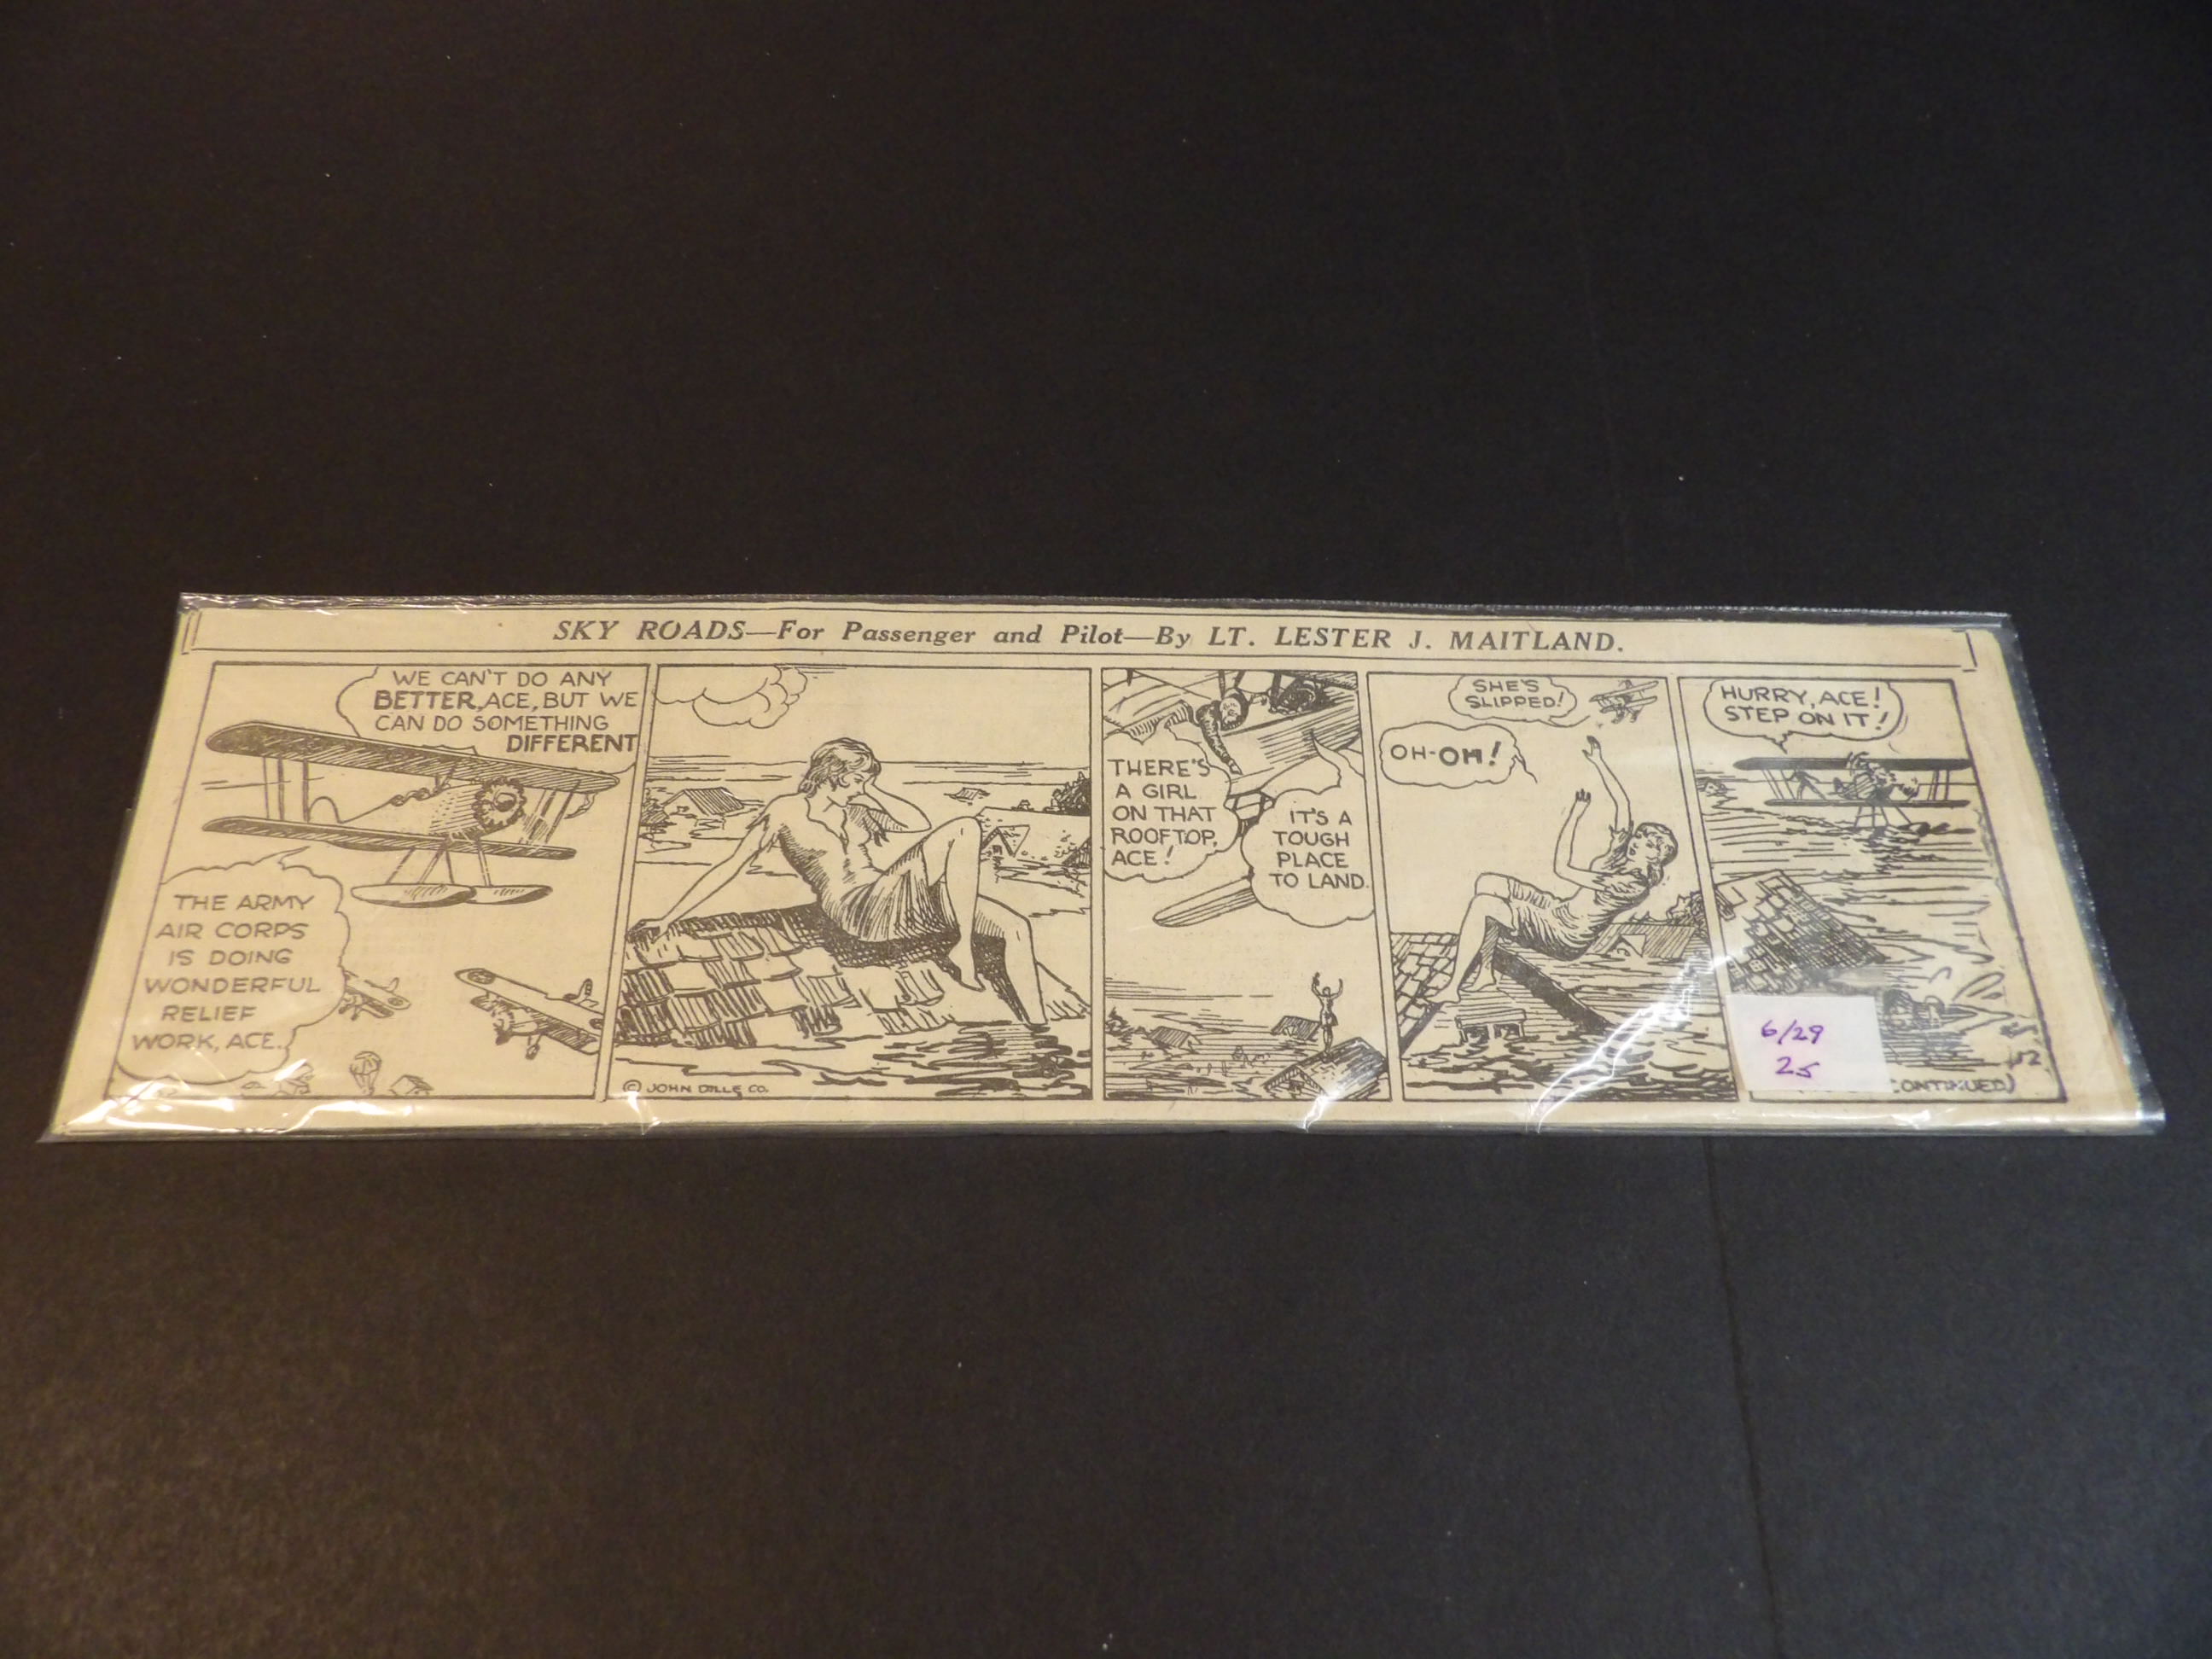 SKY ROADS—For Passenger and Pilot—By LT. LESTER J. MAITLAND.
WE CAN'T DO ANY
BETTER, ACE, BUT WE
CAN DO SOMETHING
DIFFERENT
THE ARMY
AIR CORPS
IS DOING
WONDERFUL
RELIEF
WORK, ACE.
© JOHN DILLE CO.
THERE'S
A GIRL
ON THAT
ROOFTOP,
ACE!
IT'S A
TOUGH
PLACE
TO LAND.
SHE'S
SLIPPED!
OH-OH!
HURRY, ACE!
STEP ON IT!
6/29
25
CONTINUED)